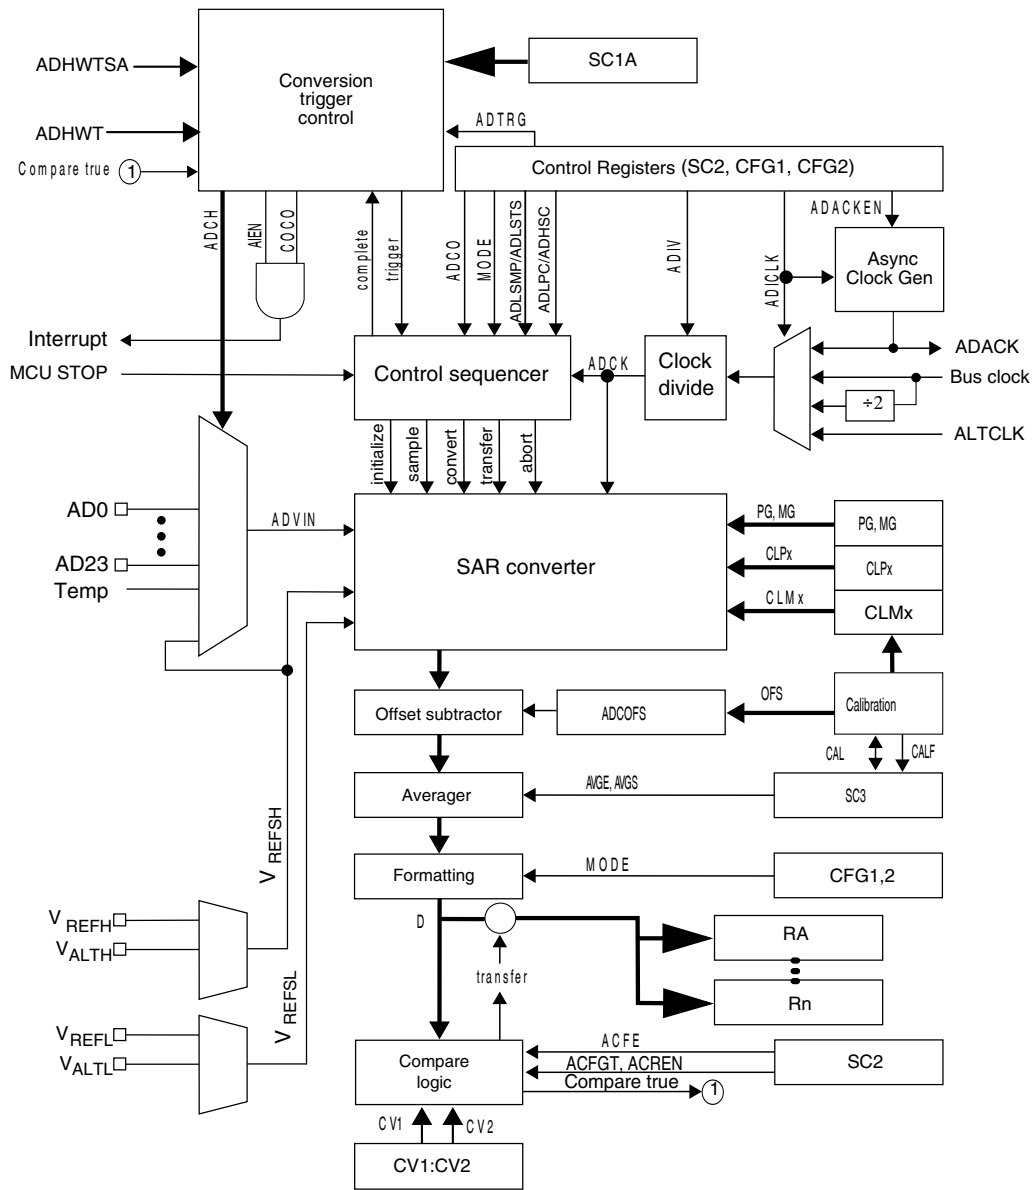 ADHWTSA
Conversion
trigger
control
SC1A
ADHWT
ADTRG
Compare true 1
Control Registers (SC2, CFG1, CFG2)
ADCH
AIEN
COCO
complete
trigger
ADCO
MODE
ADLSMP/ADLSTS
ADLPC/ADHSC
ADIV
ADICLK
ADACKEN
Async
Clock Gen
Interrupt
MCU STOP
Control sequencer
ADCK
Clock
divide
ADACK
Bus clock
÷2
ALTCLK
initialize
sample
convert
transfer
abort
AD0
AD23
Temp
ADVIN
SAR converter
PG, MG
PG, MG
CLPx
CLPx
CLMx
CLMx
Offset subtractor
ADCOFS
OFS
Calibration
CAL
CALF
Averager
AVGE, AVGS
SC3
Formatting
MODE
CFG1,2
V REFSH
V REFH
VALTH
D
transfer
RA
Rn
V REFSL
VREFL
VALTL
Compare
logic
ACFE
ACFGT, ACREN
Compare true 1
SC2
CV1
CV2
CV1:CV2